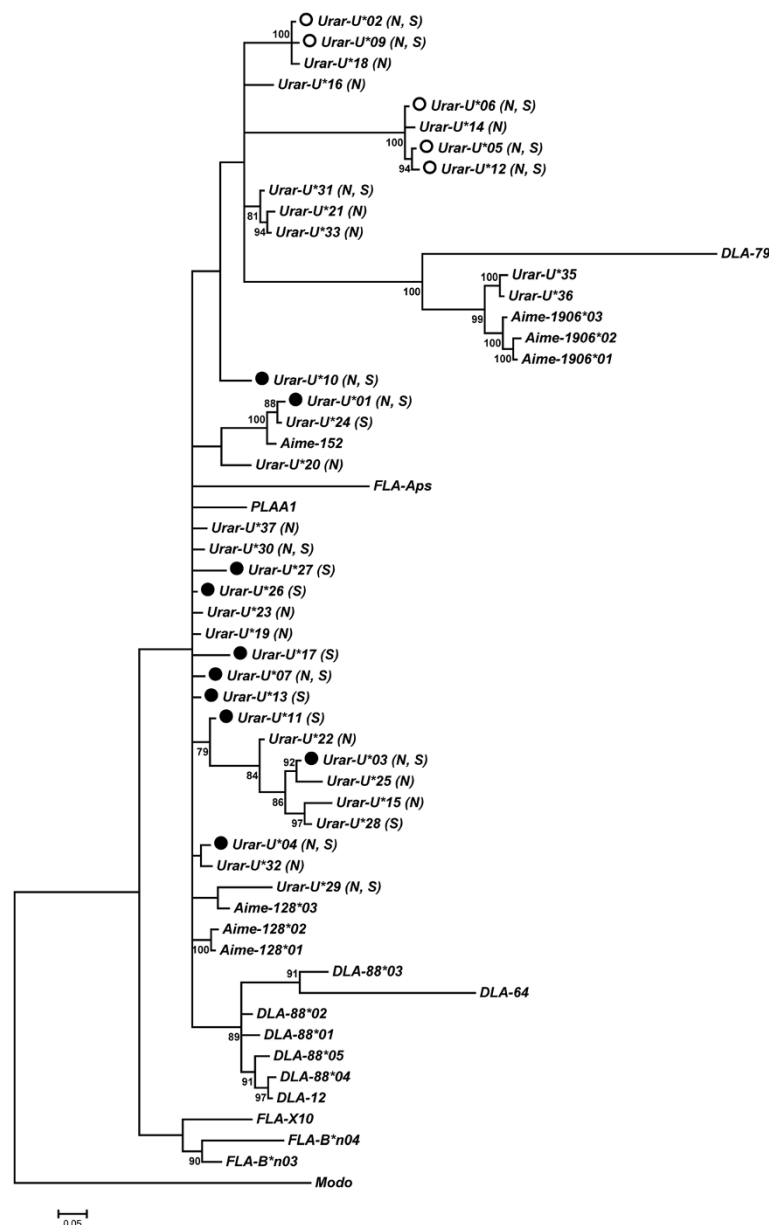 Urar-U*02 (N, S)
100
Urar-U*09 (N, S)
Urar-U*18 (N)
Urar-U*16 (N)
Urar-U*06 (N, S)
Urar-U*14 (N)
100
Urar-U*05 (N, S)
94
Urar-U*12 (N, S)
Urar-U*31 (N, S)
81
Urar-U*21 (N)
94
Urar-U*33 (N)
DLA-79
100
100
Urar-U*35
Urar-U*36
99
Aime-1906*03
100
Aime-1906*02
100
Aime-1906*01
Urar-U*10 (N, S)
88
Urar-U*01 (N, S)
100
Urar-U*24 (S)
Aime-152
Urar-U*20 (N)
FLA-Aps
PLAA1
Urar-U*37 (N)
Urar-U*30 (N, S)
Urar-U*27 (S)
Urar-U*26 (S)
Urar-U*23 (N)
Urar-U*19 (N)
Urar-U*17 (S)
Urar-U*07 (N, S)
Urar-U*13 (S)
Urar-U*11 (S)
79
Urar-U*22 (N)
84
92
Urar-U*03 (N, S)
Urar-U*25 (N)
86
Urar-U*15 (N)
97
Urar-U*28 (S)
Urar-U*04 (N, S)
Urar-U*32 (N)
Urar-U*29 (N, S)
Aime-128*03
Aime-128*02
100
Aime-128*01
91
DLA-88*03
DLA-64
DLA-88*02
89
DLA-88*01
DLA-88*05
91
DLA-88*04
97
DLA-12
FLA-X10
FLA-B*n04
90
FLA-B*n03
Modo
0.05